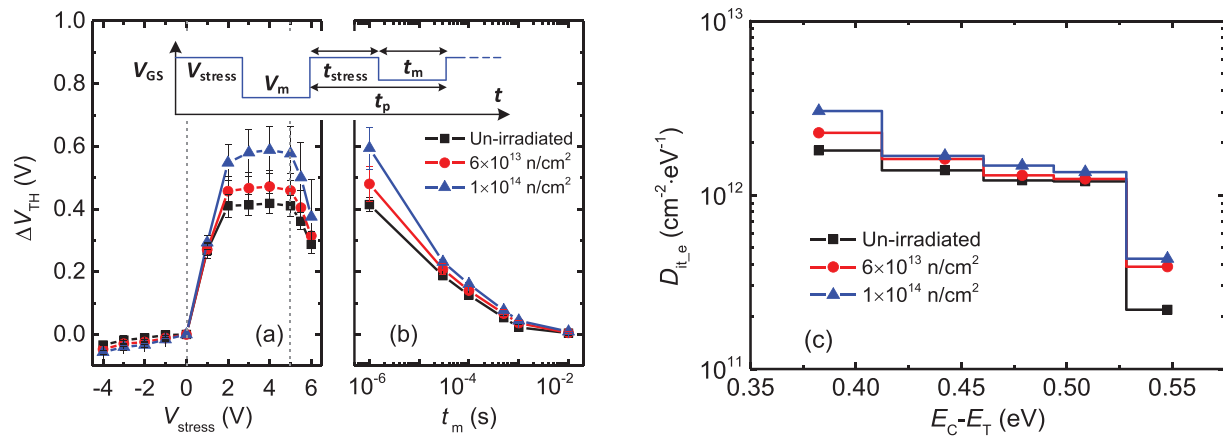 1.0
0.8
0.6
0.4
0.2
0.0
ΔV_TH (V)
V_GS
V_stress
V_m
t_stress
t_m
t_p
t
Un-irradiated
6×10^13 n/cm^2
1×10^14 n/cm^2
(a)
(b)
-4 -2 0 2 4 6
V_stress (V)
10^-6 10^-4 10^-2
t_m (s)
10^13
10^12
10^11
D_it_e (cm^-2·eV^-1)
Un-irradiated
6×10^13 n/cm^2
1×10^14 n/cm^2
(c)
0.35 0.40 0.45 0.50 0.55
E_C-E_T (eV)